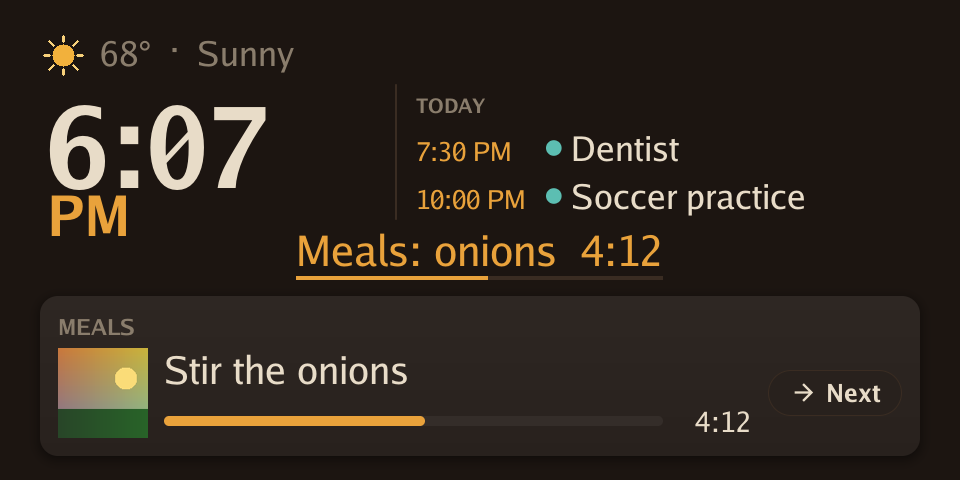 68° · Sunny
6:07
PM
TODAY
7:30 PM Dentist
10:00 PM Soccer practice
Meals: onions 4:12
MEALS
Stir the onions
4:12
→ Next